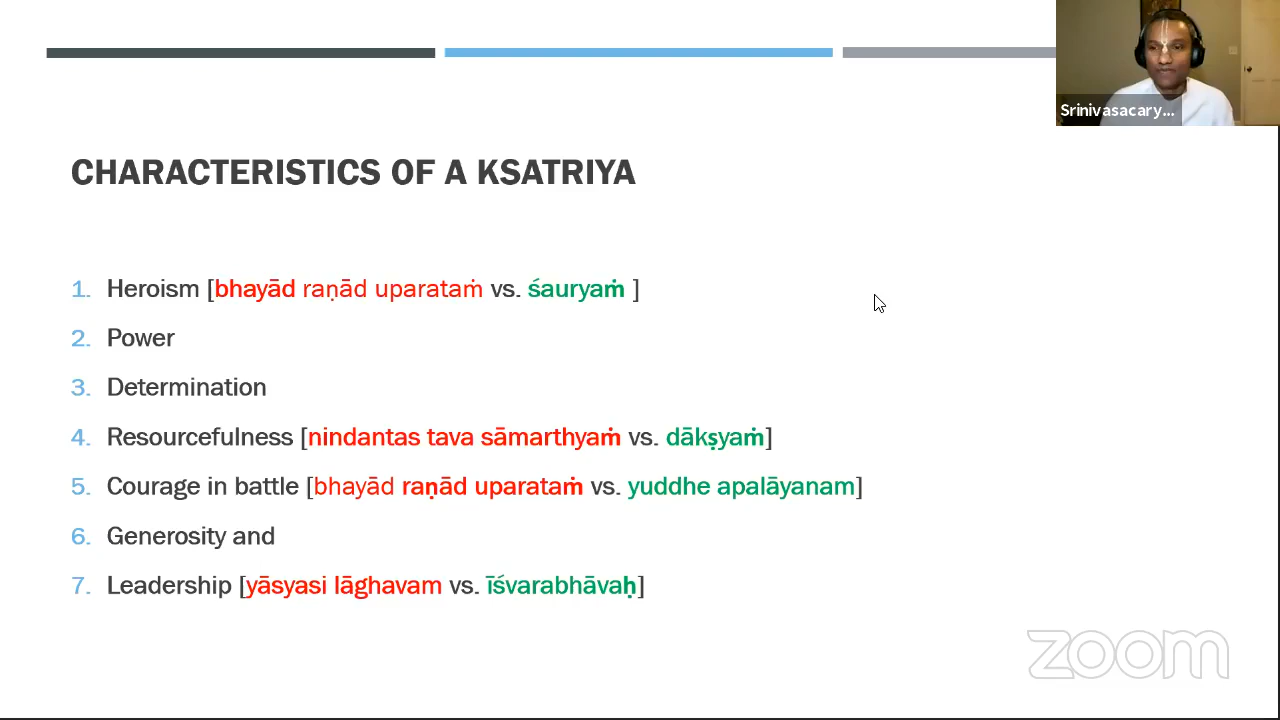 Srinivasacary...
CHARACTERISTICS OF A KSATRIYA
1. Heroism [bhayād raṇād uparataṁ vs. śauryaṁ ]
2. Power
3. Determination
4. Resourcefulness [nindantas tava sāmarthyaṁ vs. dākṣyaṁ]
5. Courage in battle [bhayād raṇād uparataṁ vs. yuddhe apalāyanam]
6. Generosity and
7. Leadership [yāsyasi lāghavam vs. īśvarabhāvaḥ]
zoom